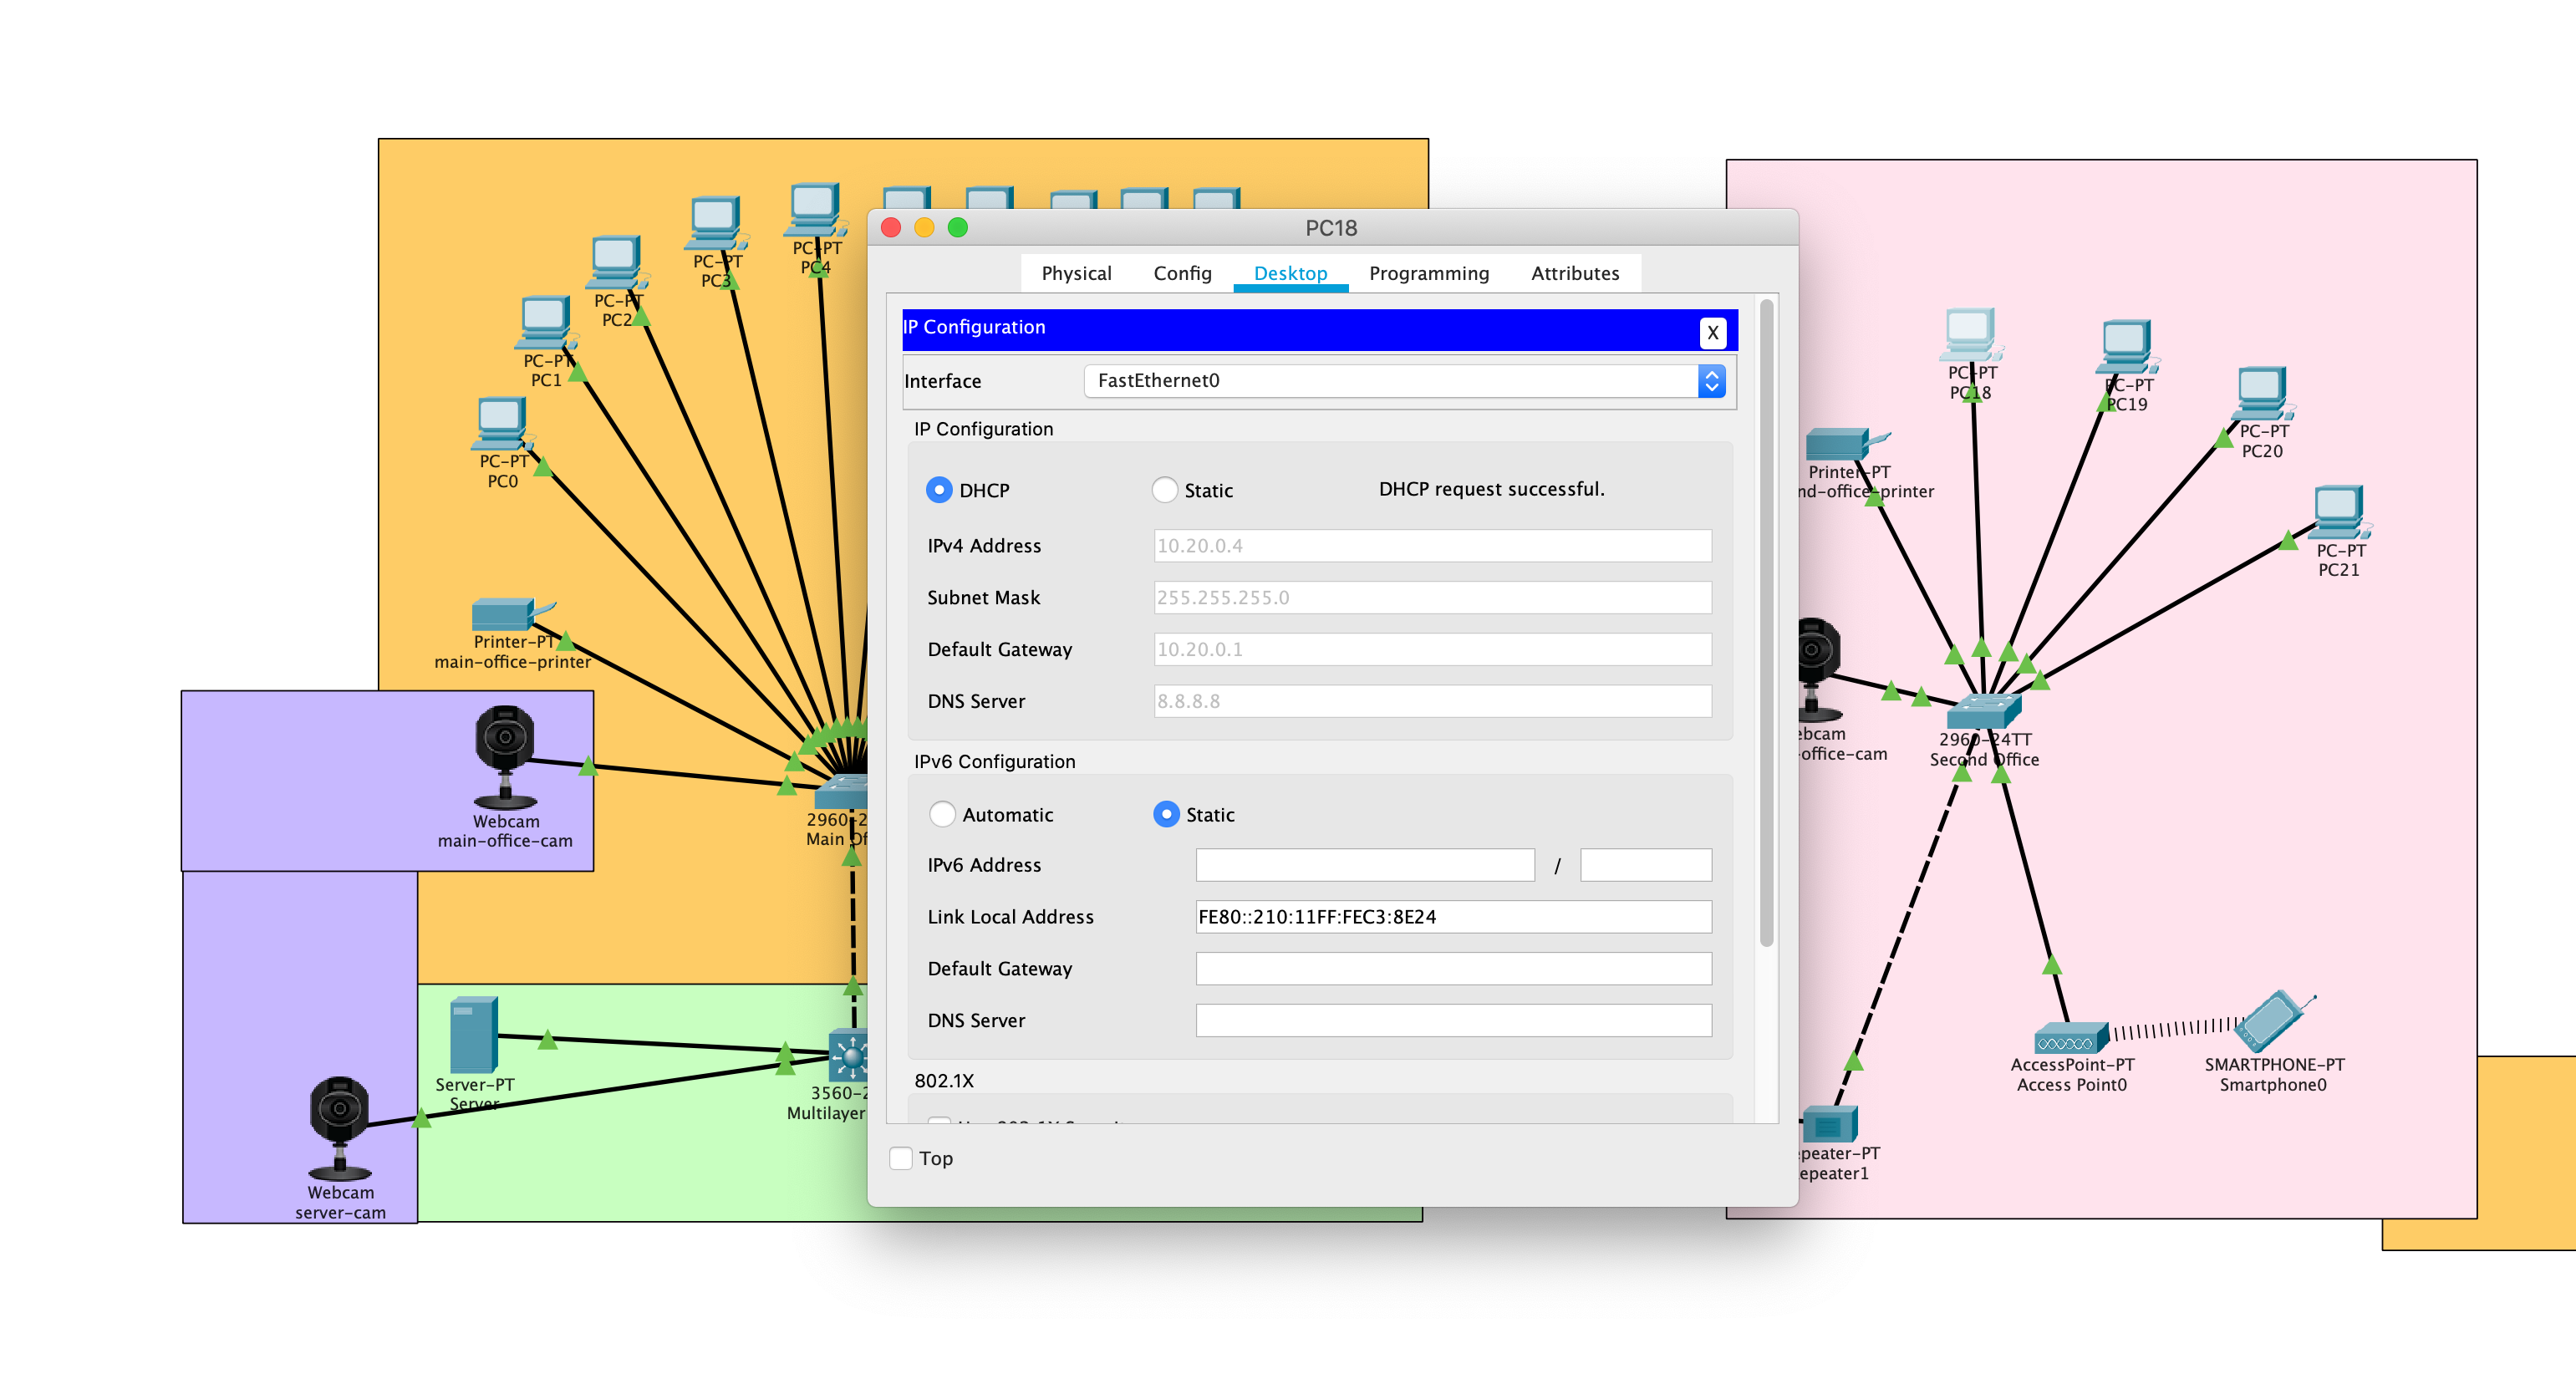 PC-PT
PC4
PC-PT
PC3
PC-PT
PC2
PC-PT
PC1
PC-PT
PC0
Printer-PT
main-office-printer
Webcam
main-office-cam
Main
Server-PT
Server
Multilayer
Webcam
server-cam
PC18
Physical Config Desktop Programming Attributes
IP Configuration X
Interface FastEthernet0
IP Configuration
DHCP Static DHCP request successful.
IPv4 Address 10.20.0.4
Subnet Mask 255.255.255.0
Default Gateway 10.20.0.1
DNS Server 8.8.8.8
IPv6 Configuration
Automatic Static
IPv6 Address /
Link Local Address FE80::210:11FF:FEC3:8E24
Default Gateway
DNS Server
802.1X
Top
PC-PT
PC18
PC-PT
PC19
PC-PT
PC20
PC-PT
PC21
Printer-PT
nd-office-printer
ebcam
-office-cam
2960-24TT
Second Office
AccessPoint-PT
Access Point0
SMARTPHONE-PT
Smartphone0
epeater-PT
epeater1